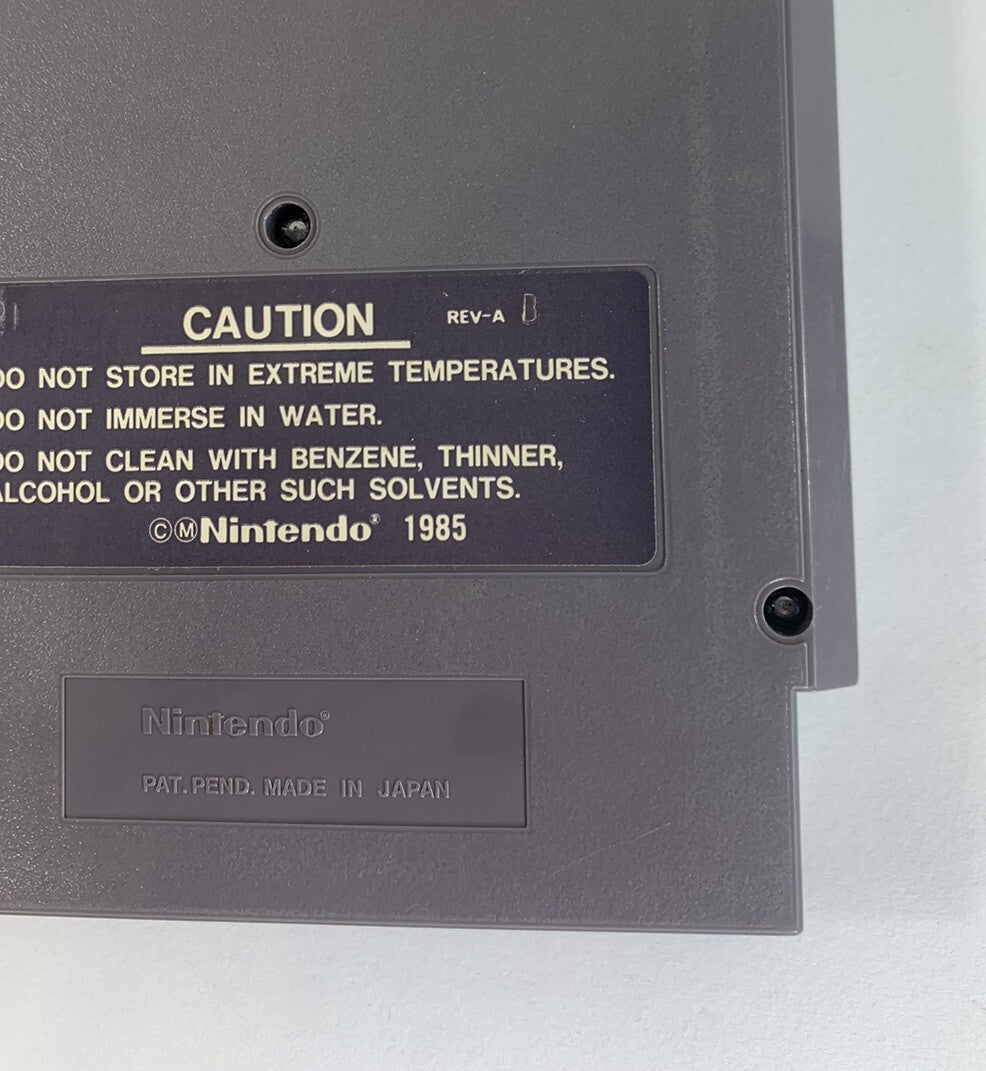 CAUTION REV-A D
DO NOT STORE IN EXTREME TEMPERATURES.
DO NOT IMMERSE IN WATER.
DO NOT CLEAN WITH BENZENE, THINNER,
ALCOHOL OR OTHER SUCH SOLVENTS.
©Ⓜ Nintendo® 1985
Nintendo®
PAT. PEND. MADE IN JAPAN